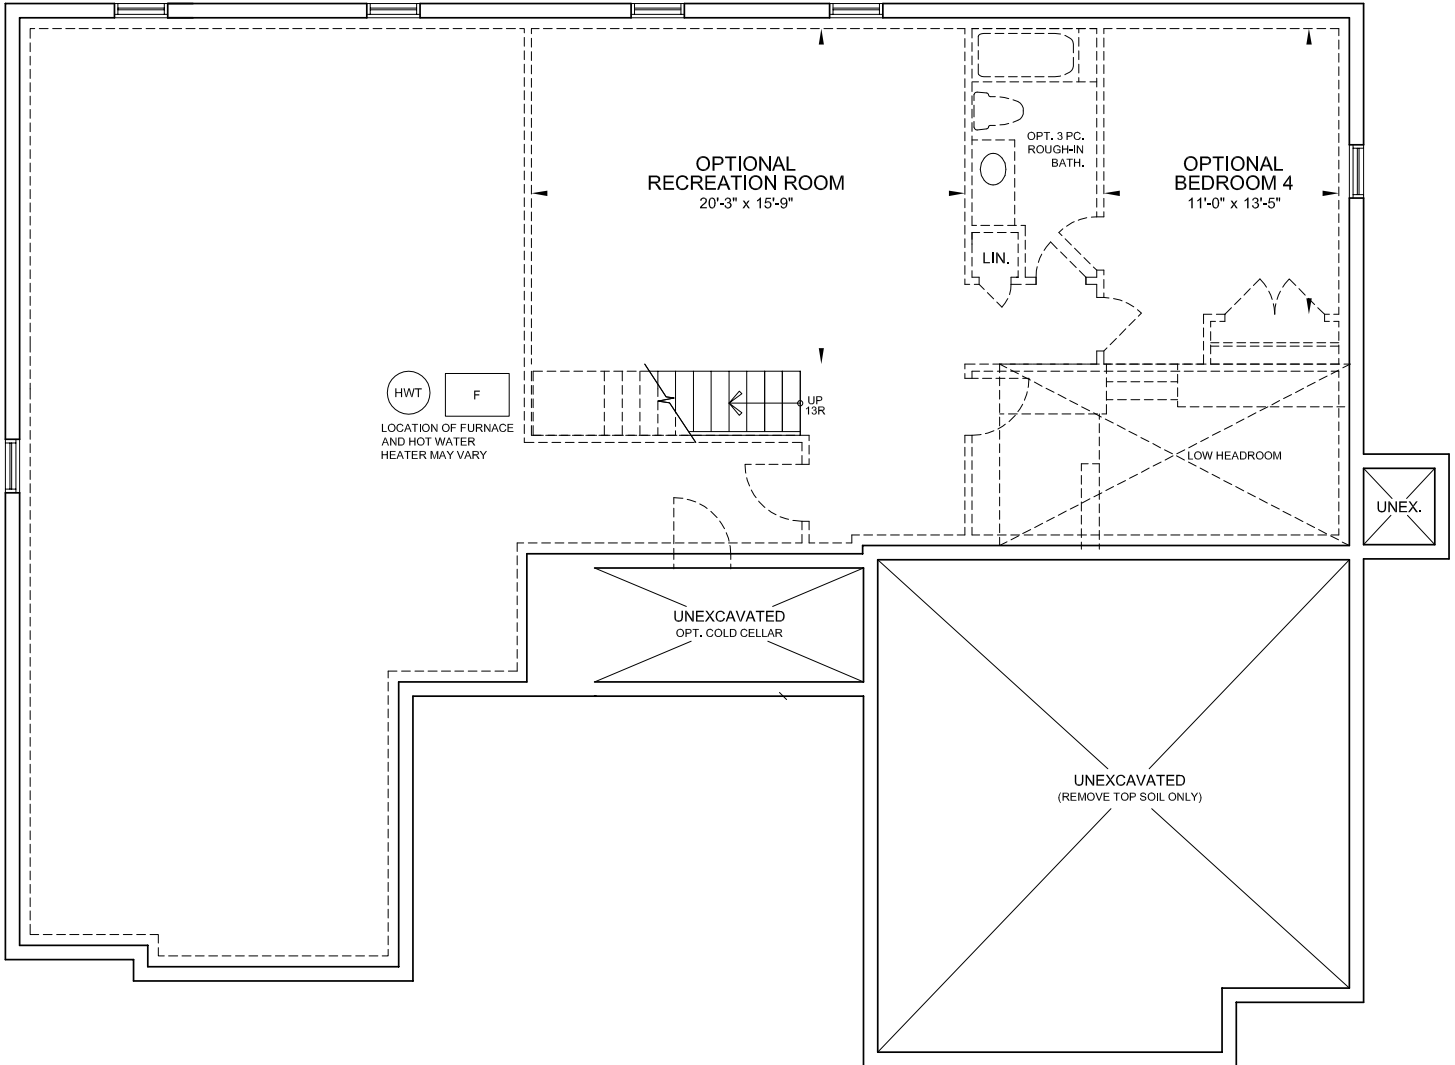 OPTIONAL
RECREATION ROOM
20'-3" x 15'-9"
OPT. 3 PC.
ROUGH-IN
BATH.
OPTIONAL
BEDROOM 4
11'-0" x 13'-5"
LIN.
HWT
F
LOCATION OF FURNACE
AND HOT WATER
HEATER MAY VARY
UP
13R
LOW HEADROOM
UNEX.
UNEXCAVATED
OPT. COLD CELLAR
UNEXCAVATED
(REMOVE TOP SOIL ONLY)